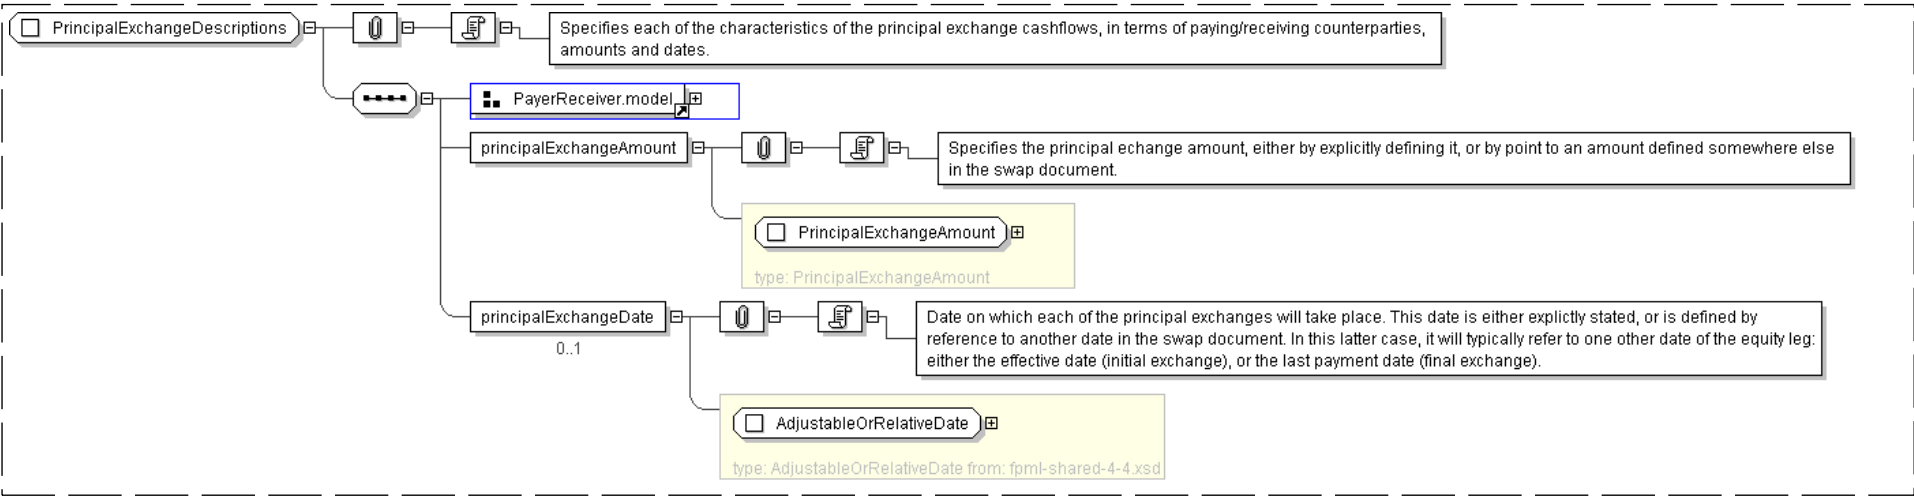 PrincipalExchangeDescriptions
Specifies each of the characteristics of the principal exchange cashflows, in terms of paying/receiving counterparties,
amounts and dates.
PayerReceiver.model
principalExchangeAmount
Specifies the principal echange amount, either by explicitly defining it, or by point to an amount defined somewhere else
in the swap document.
PrincipalExchangeAmount
type: PrincipalExchangeAmount
principalExchangeDate
0..1
Date on which each of the principal exchanges will take place. This date is either explictly stated, or is defined by
reference to another date in the swap document. In this latter case, it will typically refer to one other date of the equity leg:
either the effective date (initial exchange), or the last payment date (final exchange).
AdjustableOrRelativeDate
type: AdjustableOrRelativeDate from: fpml-shared-4-4.xsd